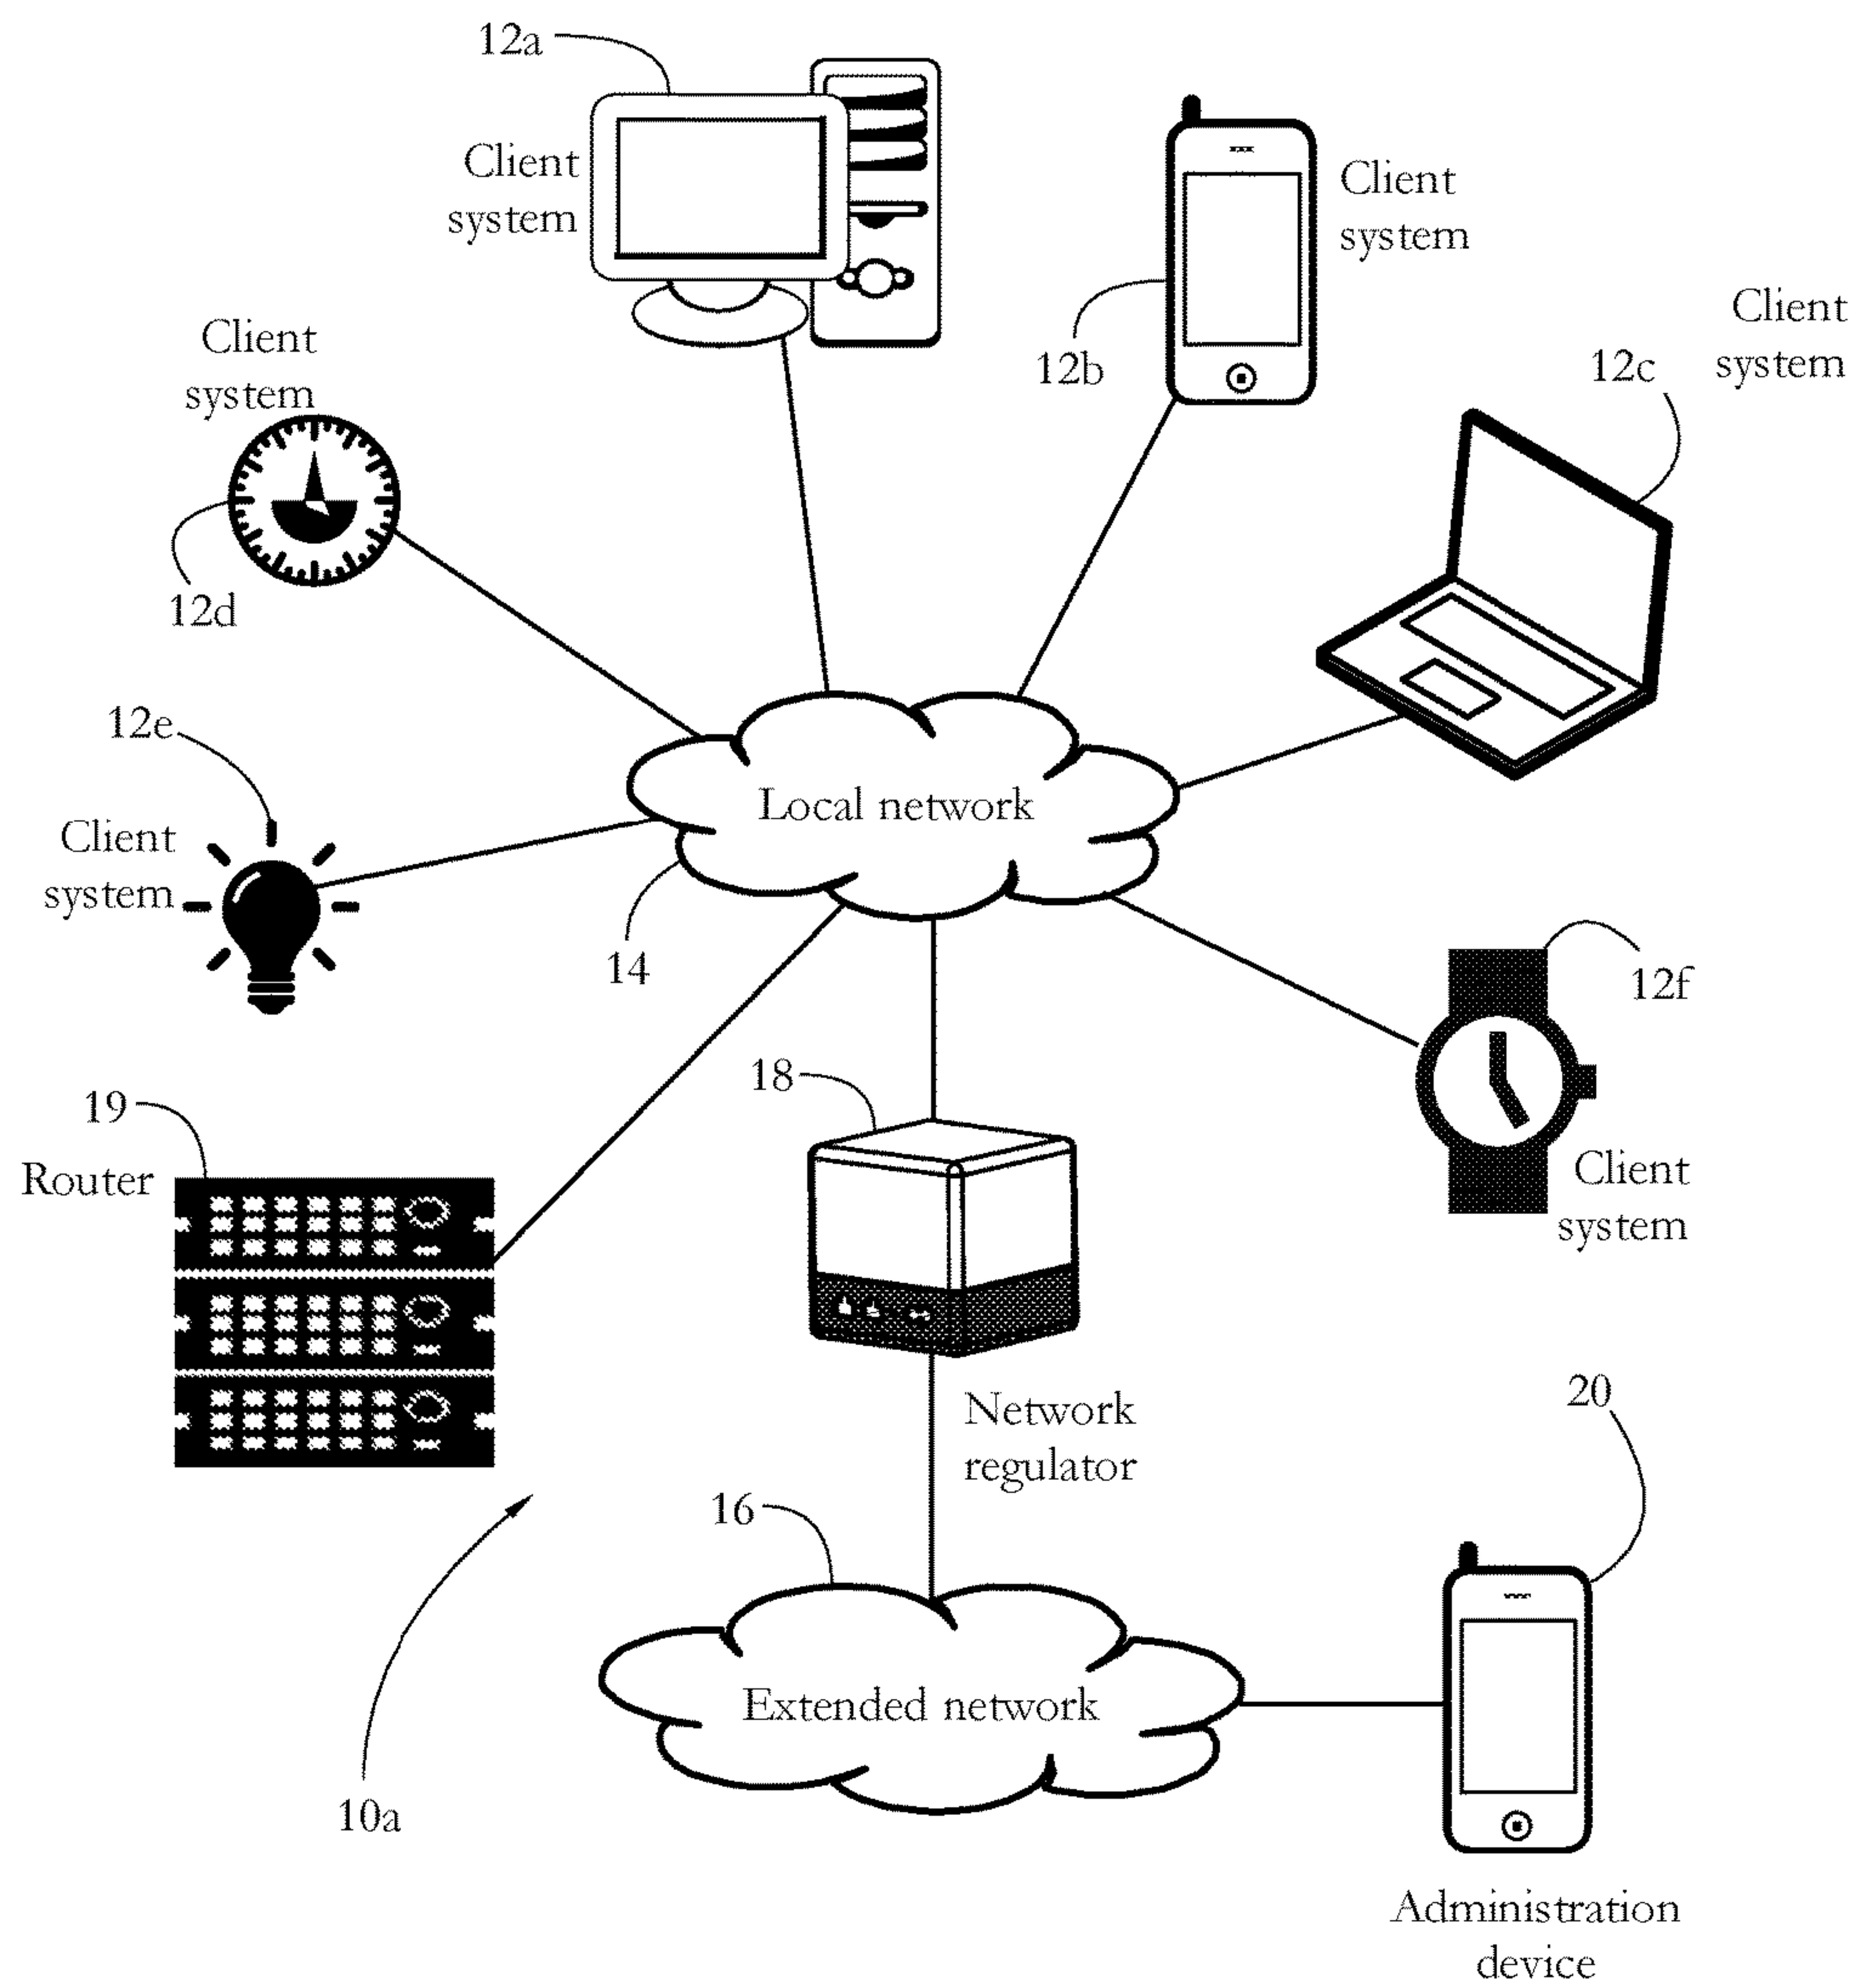 12a
Client
system
Client
system
12b
Client
system
12c
Client
system
12d
12e
Client
system
Local network
14
12f
Client
system
18
19
Router
Network
regulator
20
16
Extended network
10a
Administration
device